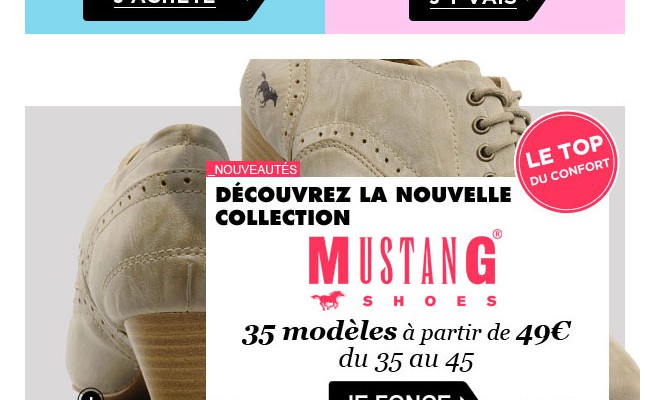 J'ACHÈTE
J'Y VAIS
LE TOP
DU CONFORT
_NOUVEAUTÉS
DÉCOUVREZ LA NOUVELLE
COLLECTION
MUSTANG®
SHOES
35 modèles à partir de 49€
du 35 au 45
JE FONCE